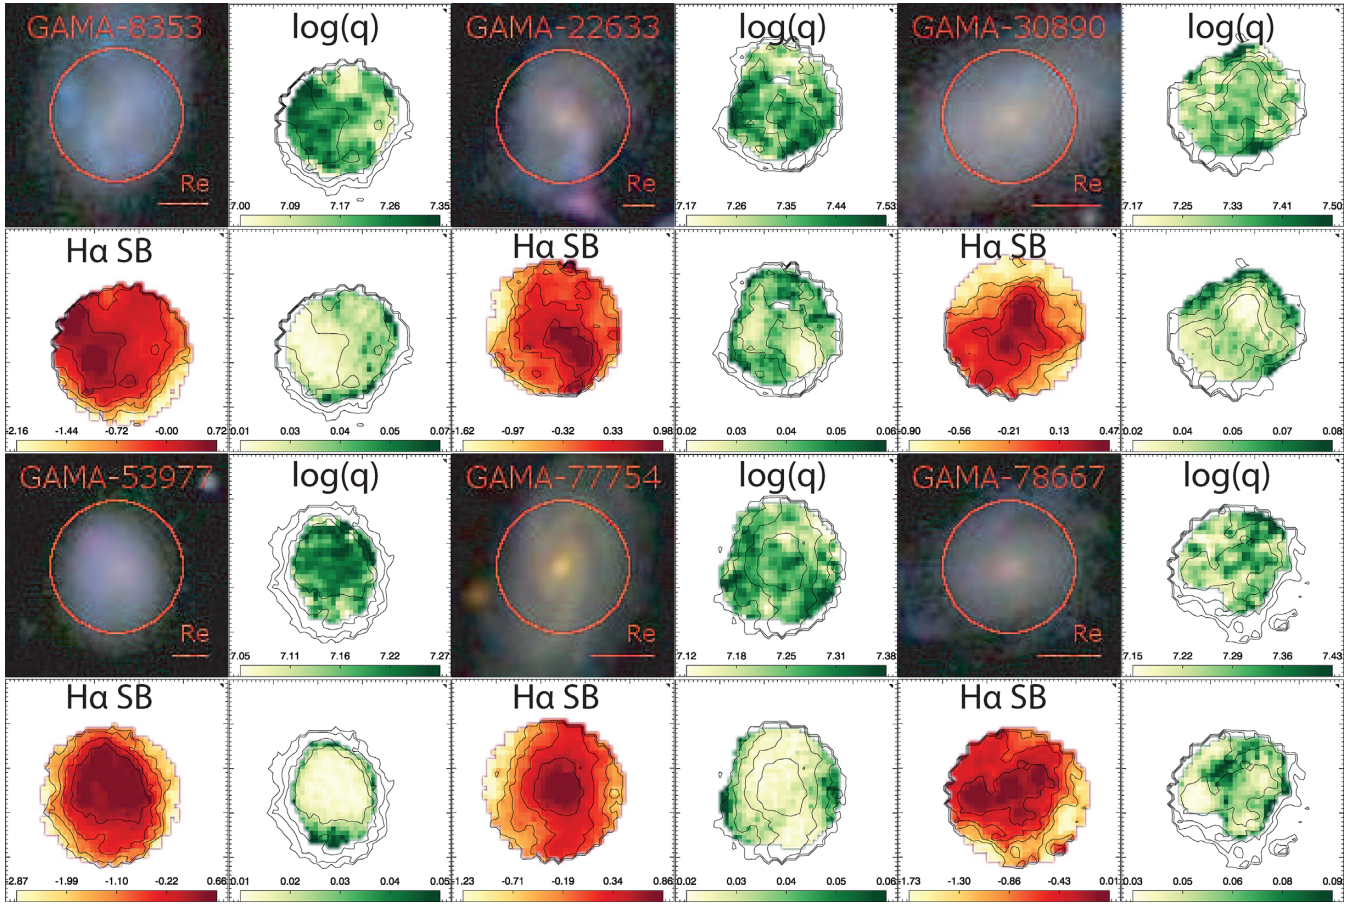 GAMA-8353 log(q) GAMA-22633 log(q) GAMA-30890 log(q)
Re Re Re
7.00 7.09 7.17 7.26 7.35 7.17 7.26 7.35 7.44 7.53 7.17 7.25 7.33 7.41 7.50
Hα SB Hα SB Hα SB
-2.16 -1.44 -0.72 -0.00 0.72 0.01 0.03 0.04 0.05 0.07 -1.62 -0.97 -0.32 0.33 0.98 0.02 0.03 0.04 0.05 0.06 -0.90 -0.56 -0.21 0.13 0.47 0.02 0.04 0.05 0.07 0.08
GAMA-53977 log(q) GAMA-77754 log(q) GAMA-78667 log(q)
Re Re Re
7.05 7.11 7.16 7.22 7.27 7.12 7.18 7.25 7.31 7.38 7.15 7.22 7.29 7.36 7.43
Hα SB Hα SB Hα SB
-2.87 -1.99 -1.10 -0.22 0.66 0.01 0.02 0.03 0.04 0.05 -1.23 -0.71 -0.19 0.34 0.86 0.02 0.03 0.04 0.05 0.06 -1.73 -1.30 -0.86 -0.43 0.01 0.03 0.05 0.06 0.08 0.09